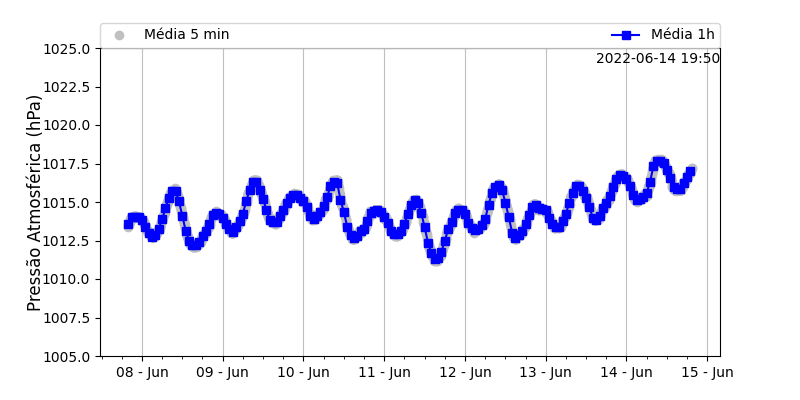 Média 5 min
Média 1h
2022-06-14 19:50
Pressão Atmosférica (hPa)
1025.0
1022.5
1020.0
1017.5
1015.0
1012.5
1010.0
1007.5
1005.0
08 - Jun
09 - Jun
10 - Jun
11 - Jun
12 - Jun
13 - Jun
14 - Jun
15 - Jun